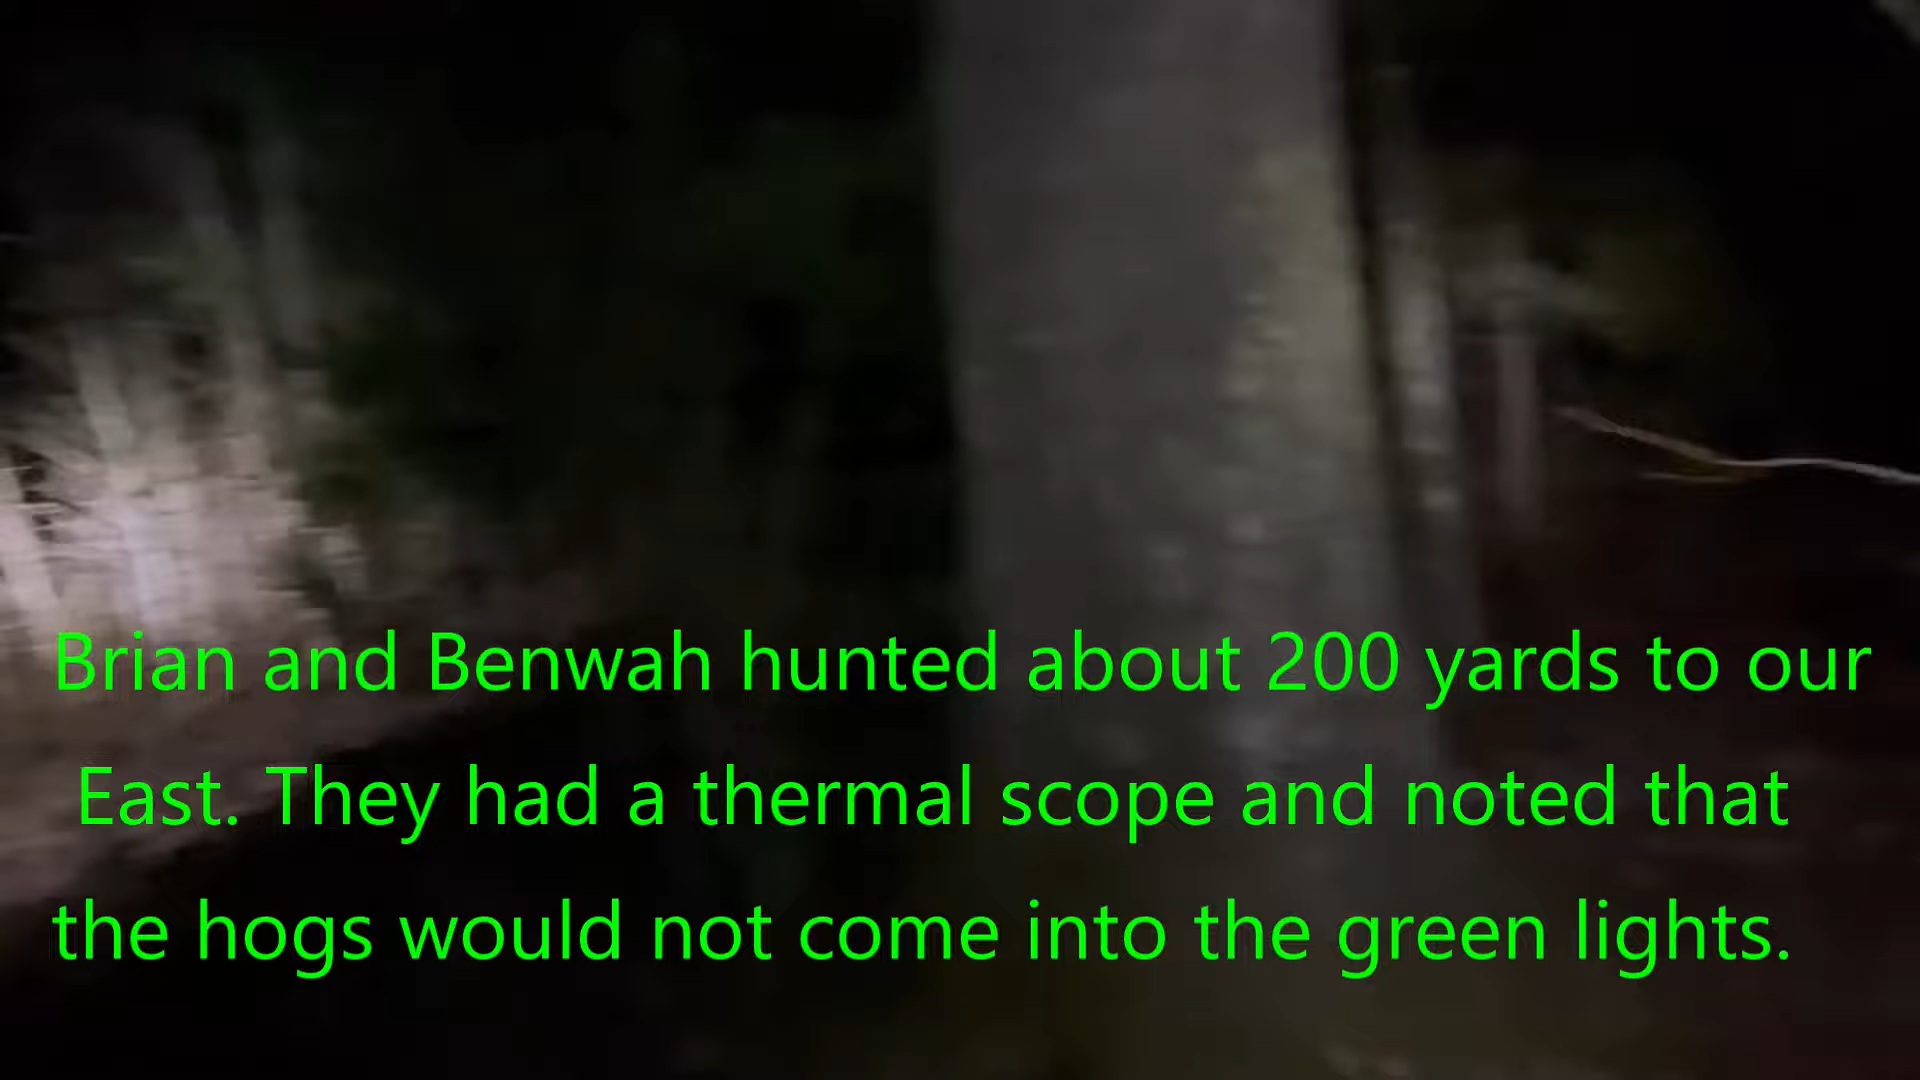 Brian and Benwah hunted about 200 yards to our
East. They had a thermal scope and noted that
the hogs would not come into the green lights.